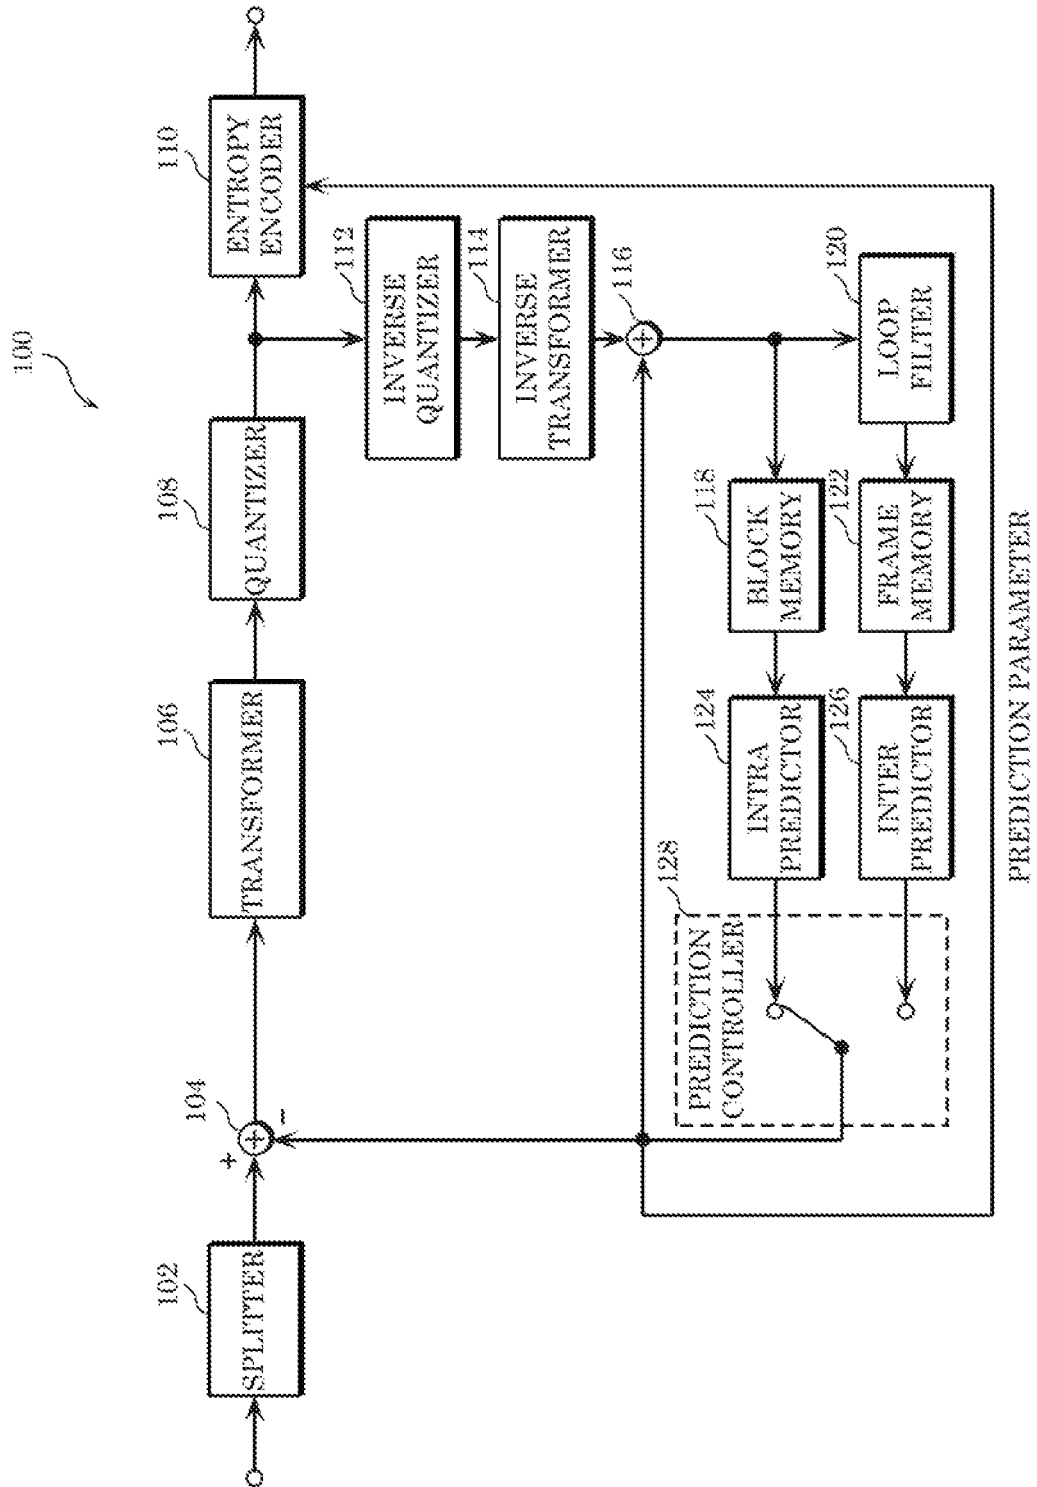 100
102
SPLITTER
+
−
104
106
TRANSFORMER
108
QUANTIZER
110
ENTROPY
ENCODER
112
INVERSE
QUANTIZER
114
INVERSE
TRANSFORMER
116
+
+
128
PREDICTION
CONTROLLER
124
INTRA
PREDICTOR
118
BLOCK
MEMORY
126
INTER
PREDICTOR
122
FRAME
MEMORY
120
LOOP
FILTER
PREDICTION PARAMETER